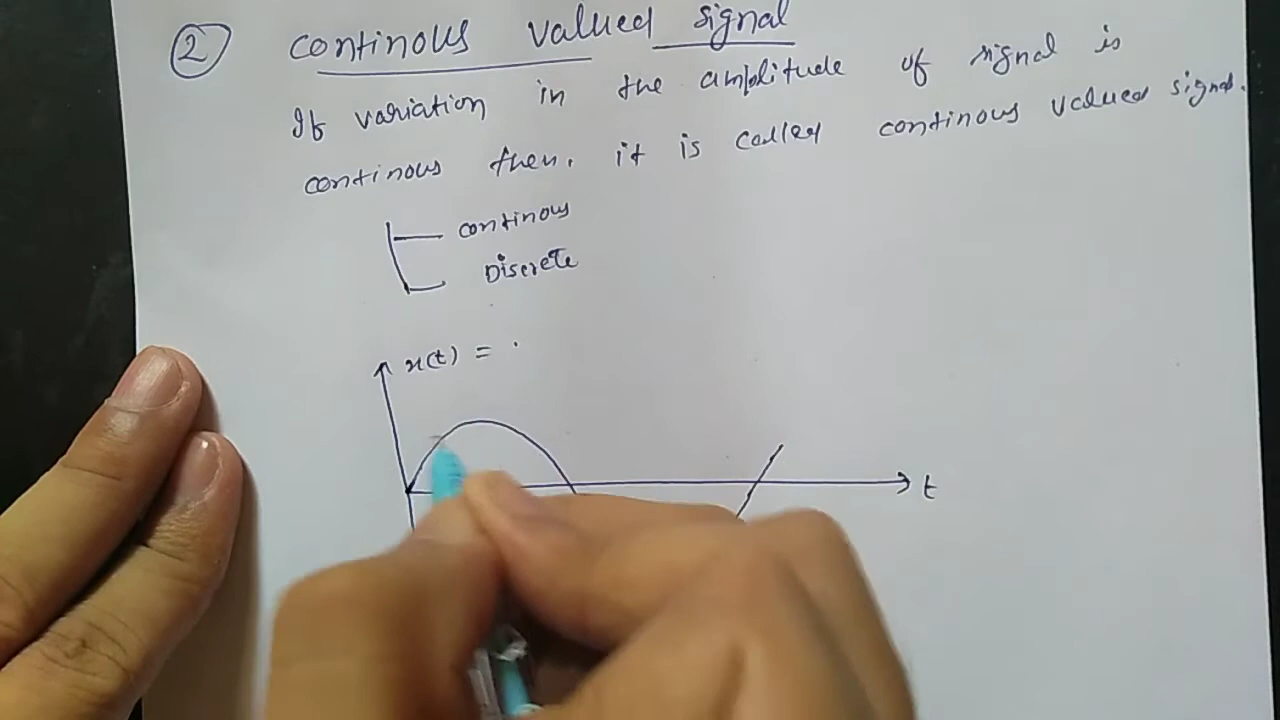 2 continous valued signal
If variation in the amplitude of signal is
continous then. it is called continous valued signal.
continous
Discrete
x(t) = .
t